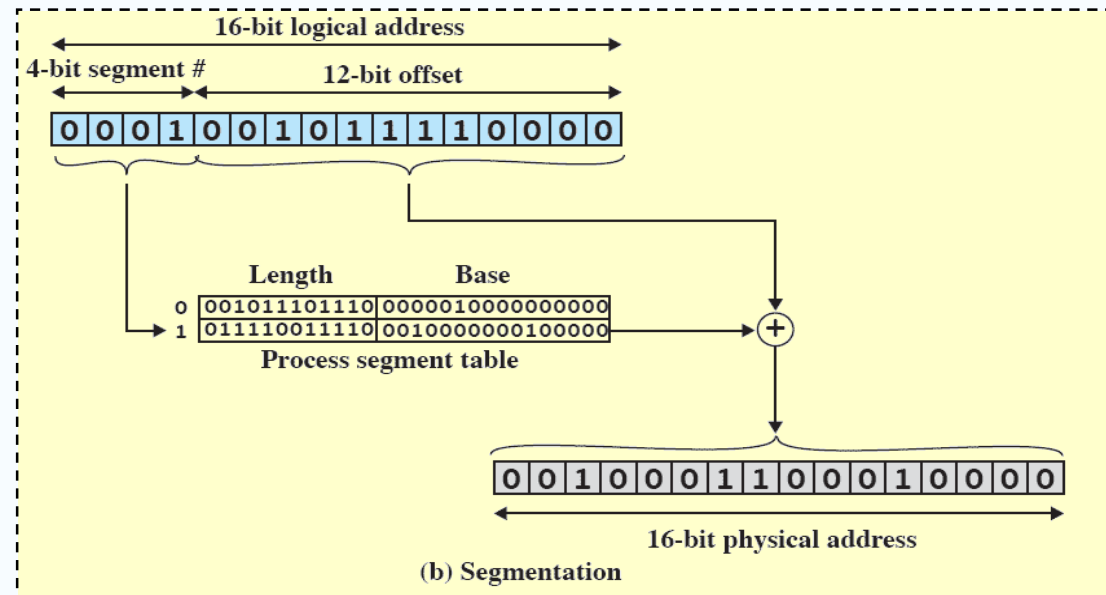 16-bit logical address
4-bit segment # 12-bit offset
0 0 0 1 0 0 1 0 1 1 1 1 0 0 0 0
Length Base
0 001011101110 0000010000000000
1 011110011110 0010000000100000
+
Process segment table
0 0 1 0 0 0 1 1 0 0 0 1 0 0 0 0
16-bit physical address
(b) Segmentation